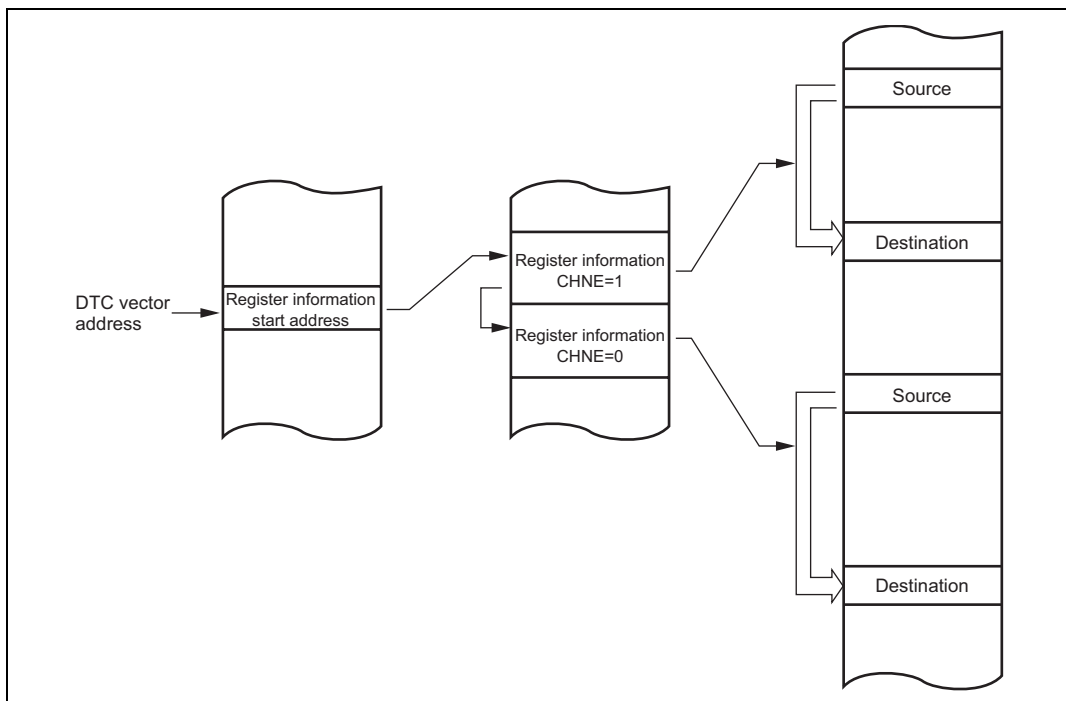 DTC vector
address
Register information
start address
Register information
CHNE=1
Register information
CHNE=0
Source
Destination
Source
Destination